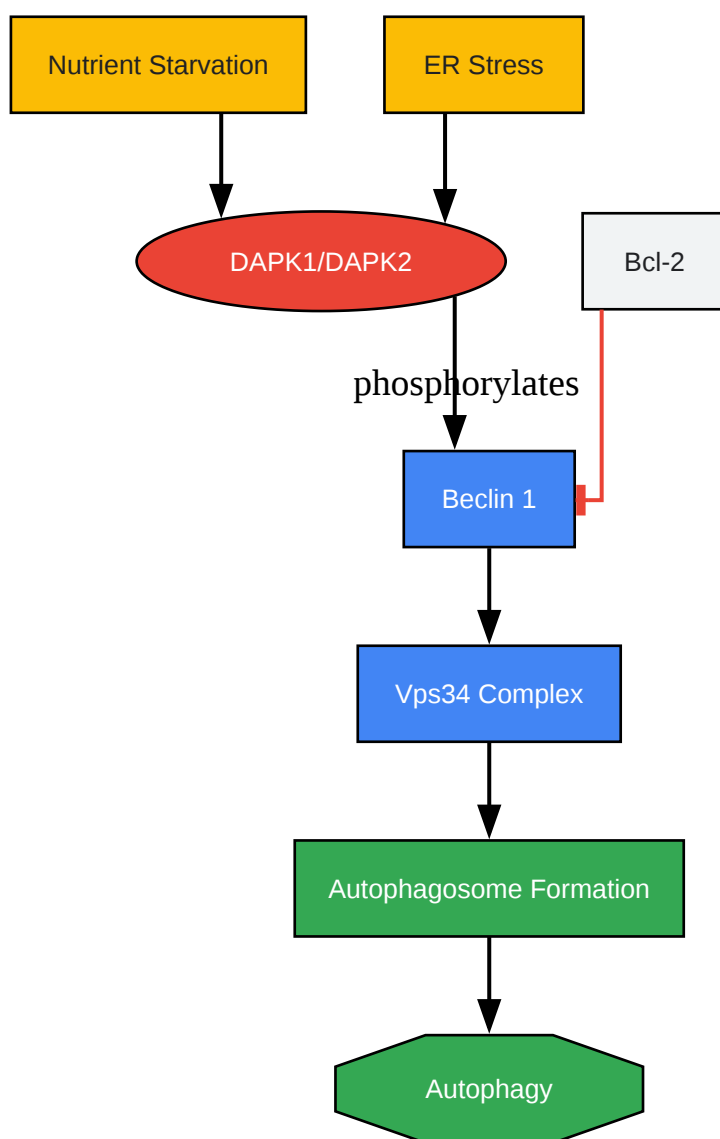 Nutrient Starvation
ER Stress
DAPK1/DAPK2
Bcl-2
phosphorylates
Beclin 1
Vps34 Complex
Autophagosome Formation
Autophagy